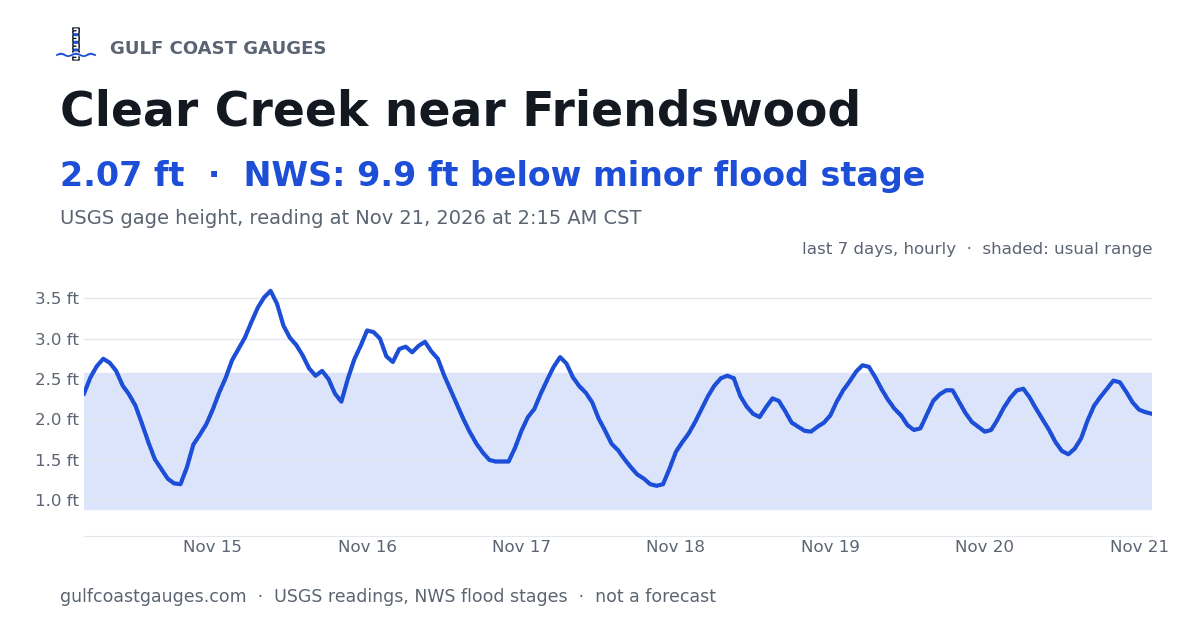 GULF COAST GAUGES
Clear Creek near Friendswood
2.07 ft · NWS: 9.9 ft below minor flood stage
USGS gage height, reading at Nov 21, 2026 at 2:15 AM CST
last 7 days, hourly · shaded: usual range
3.5 ft
3.0 ft
2.5 ft
2.0 ft
1.5 ft
1.0 ft
Nov 15 Nov 16 Nov 17 Nov 18 Nov 19 Nov 20 Nov 21
gulfcoastgauges.com · USGS readings, NWS flood stages · not a forecast